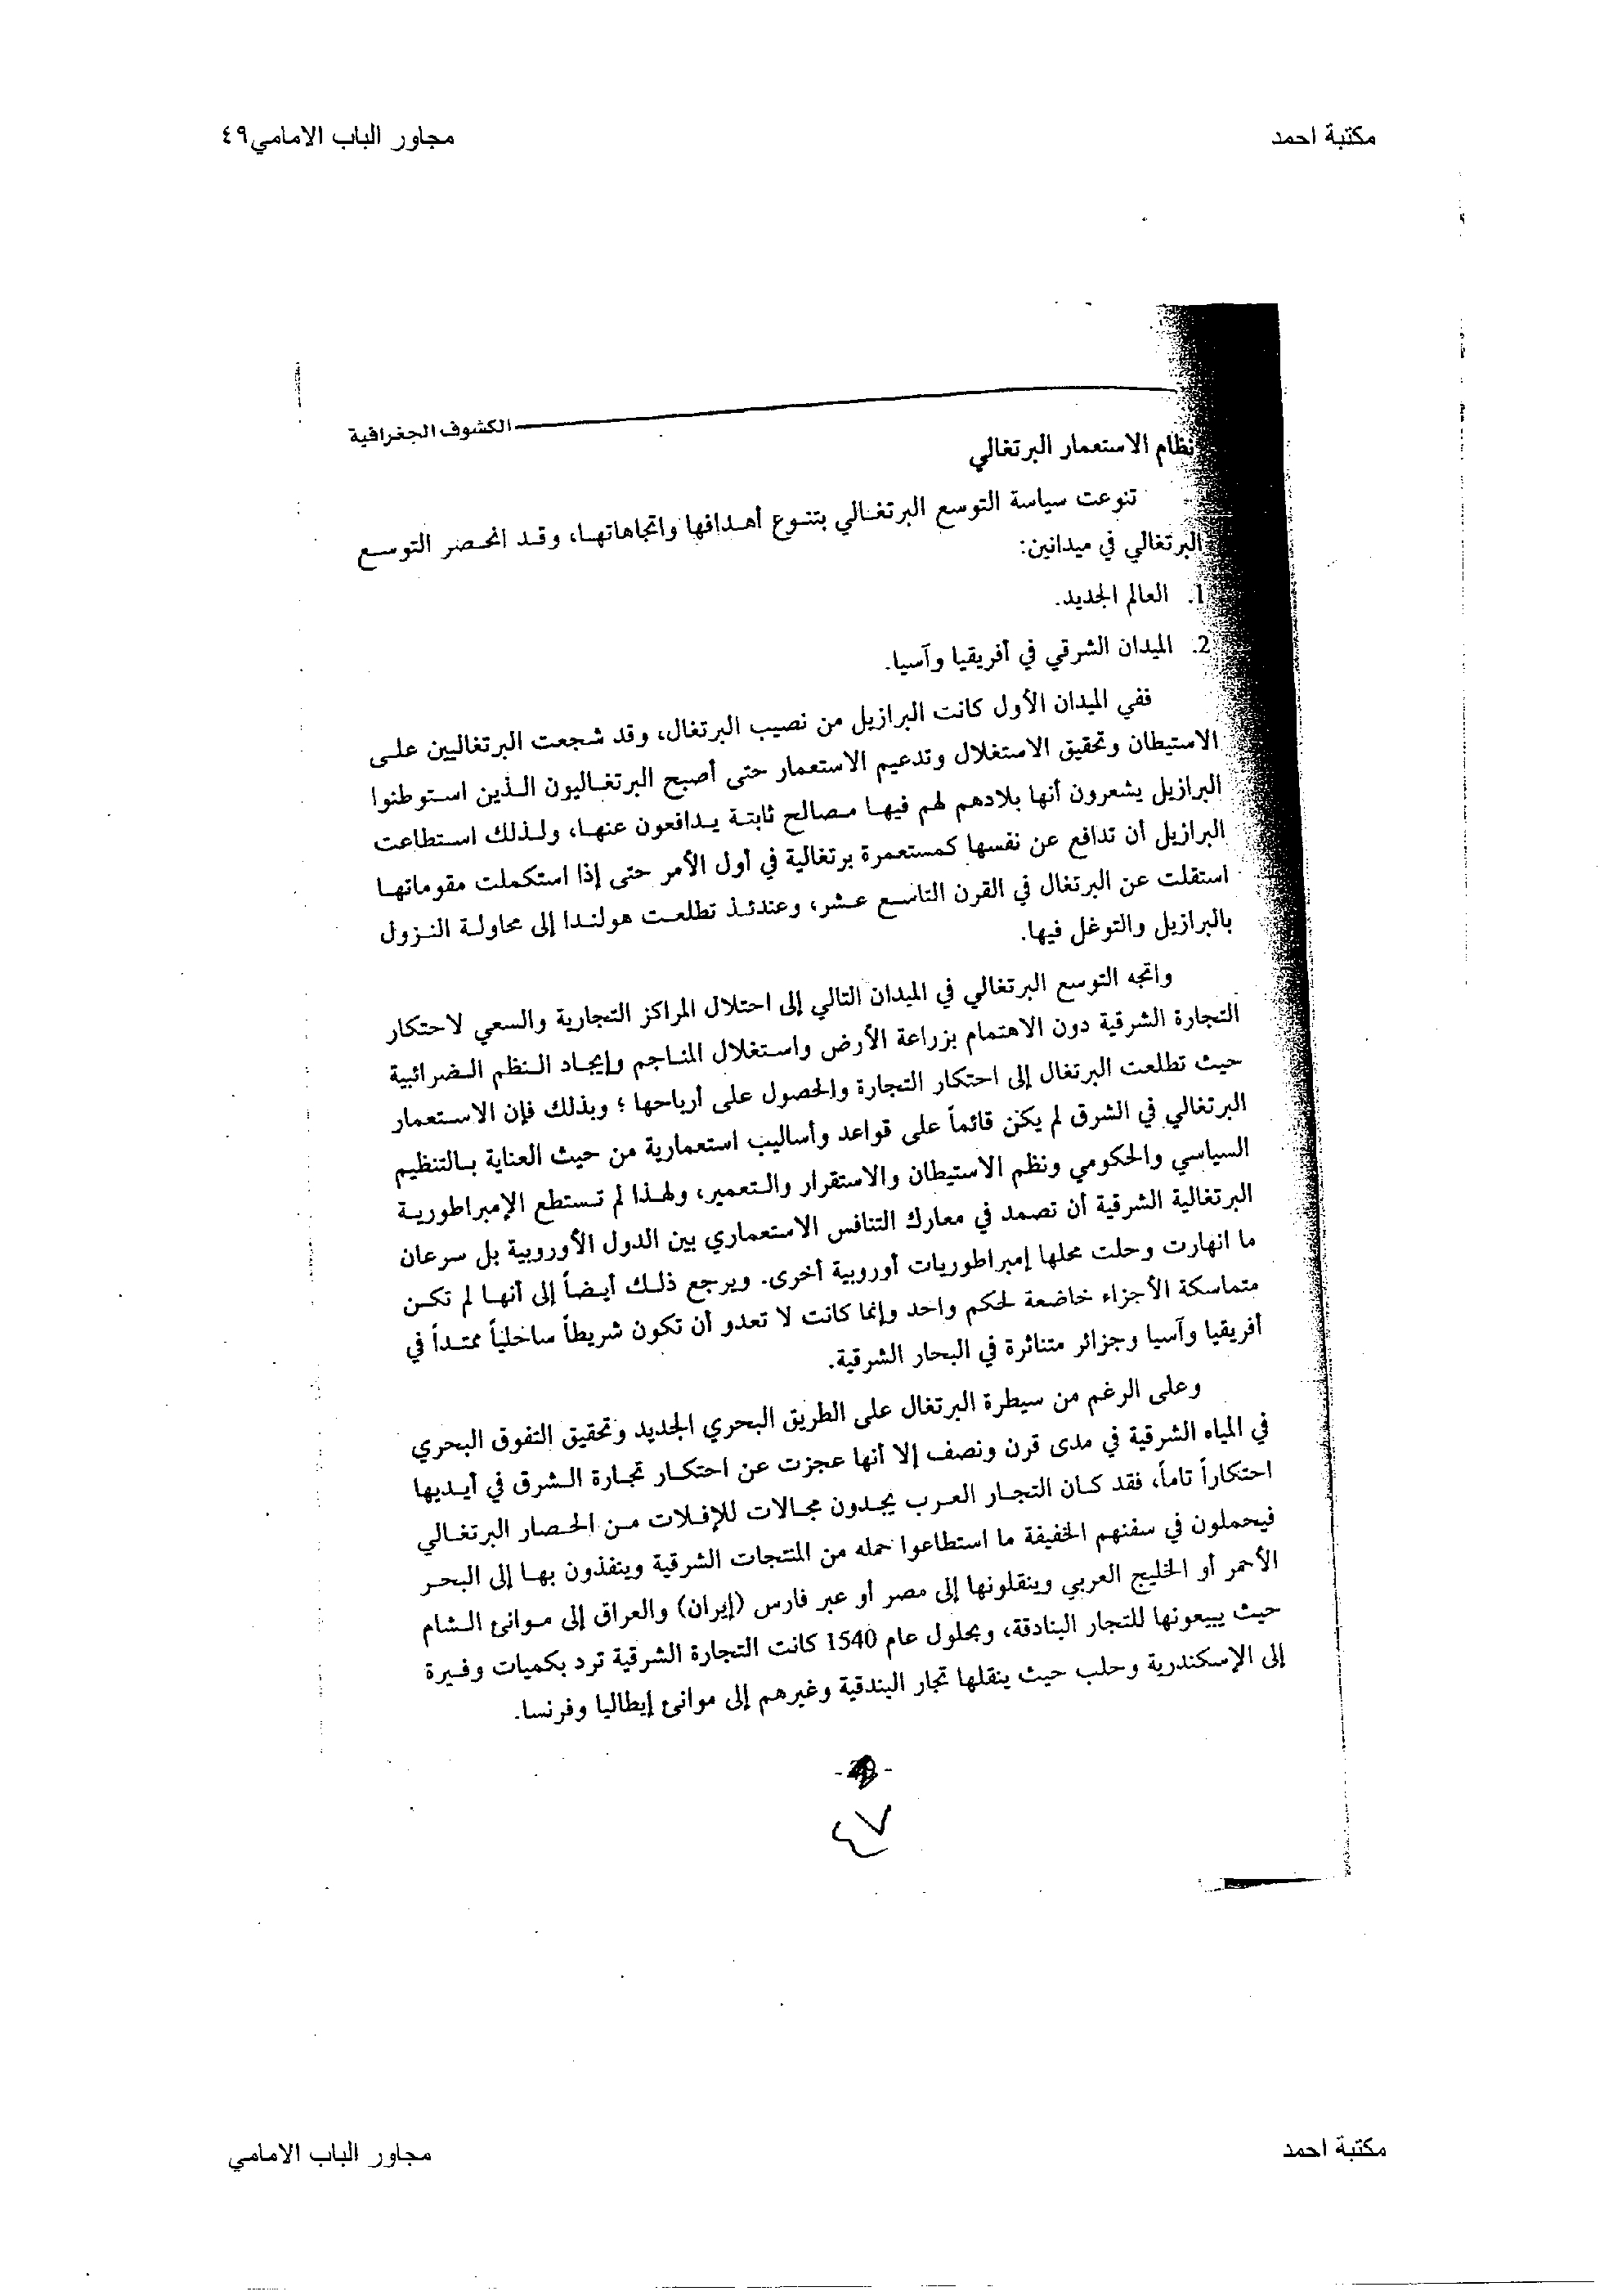 مكتبة احمد
مجاور الباب الامامي٤٩
الكشوف الجغرافية
نظام الاستعمار البرتغالي
تنوعت سياسة التوسع البرتغالي بتنوع أهدافها واتجاهاتها، وقد انحصر التوسع
البرتغالي في ميدانين:
1. العالم الجديد.
2. الميدان الشرقي في أفريقيا وآسيا.
ففي الميدان الأول كانت البرازيل من نصيب البرتغال، وقد شجعت البرتغاليين على
الاستيطان وتحقيق الاستغلال وتدعيم الاستعمار حتى أصبح البرتغاليون الذين استوطنوا
البرازيل يشعرون أنها بلادهم لهم فيها مصالح ثابتة يدافعون عنها، ولذلك استطاعت
البرازيل أن تدافع عن نفسها كمستعمرة برتغالية في أول الأمر حتى إذا استكملت مقوماتها
استقلت عن البرتغال في القرن التاسع عشر، وعندئذ تطلعت هولندا إلى محاولة النزول
بالبرازيل والتوغل فيها.
واتجه التوسع البرتغالي في الميدان التالي إلى احتلال المراكز التجارية والسعي لاحتكار
التجارة الشرقية دون الاهتمام بزراعة الأرض واستغلال المناجم وإيجاد النظم الضرائبية
حيث تطلعت البرتغال إلى احتكار التجارة والحصول على أرباحها ؛ وبذلك فإن الاستعمار
البرتغالي في الشرق لم يكن قائماً على قواعد وأساليب استعمارية من حيث العناية بالتنظيم
السياسي والحكومي ونظم الاستيطان والاستقرار والتعمير، ولهذا لم تستطع الإمبراطورية
البرتغالية الشرقية أن تصمد في معارك التنافس الاستعماري بين الدول الأوروبية بل سرعان
ما انهارت وحلت محلها إمبراطوريات أوروبية أخرى. ويرجع ذلك أيضاً إلى أنها لم تكن
متماسكة الأجزاء خاضعة لحكم واحد وإنما كانت لا تعدو أن تكون شريطاً ساحلياً ممتداً في
أفريقيا وآسيا وجزائر متناثرة في البحار الشرقية.
وعلى الرغم من سيطرة البرتغال على الطريق البحري الجديد وتحقيق التفوق البحري
في المياه الشرقية في مدى قرن ونصف إلا أنها عجزت عن احتكار تجارة الشرق في أيديها
احتكاراً تاماً، فقد كان التجار العرب يجدون مجالات للإفلات من الحصار البرتغالي
فيحملون في سفنهم الخفيفة ما استطاعوا حمله من المنتجات الشرقية وينفذون بها إلى البحر
الأحمر أو الخليج العربي وينقلونها إلى مصر أو عبر فارس (إيران) والعراق إلى موانئ الشام
حيث يبيعونها للتجار البنادقة، وبحلول عام 1540 كانت التجارة الشرقية ترد بكميات وفيرة
إلى الإسكندرية وحلب حيث ينقلها تجار البندقية وغيرهم إلى موانئ إيطاليا وفرنسا.
٤٧
مكتبة احمد
مجاور الباب الامامي